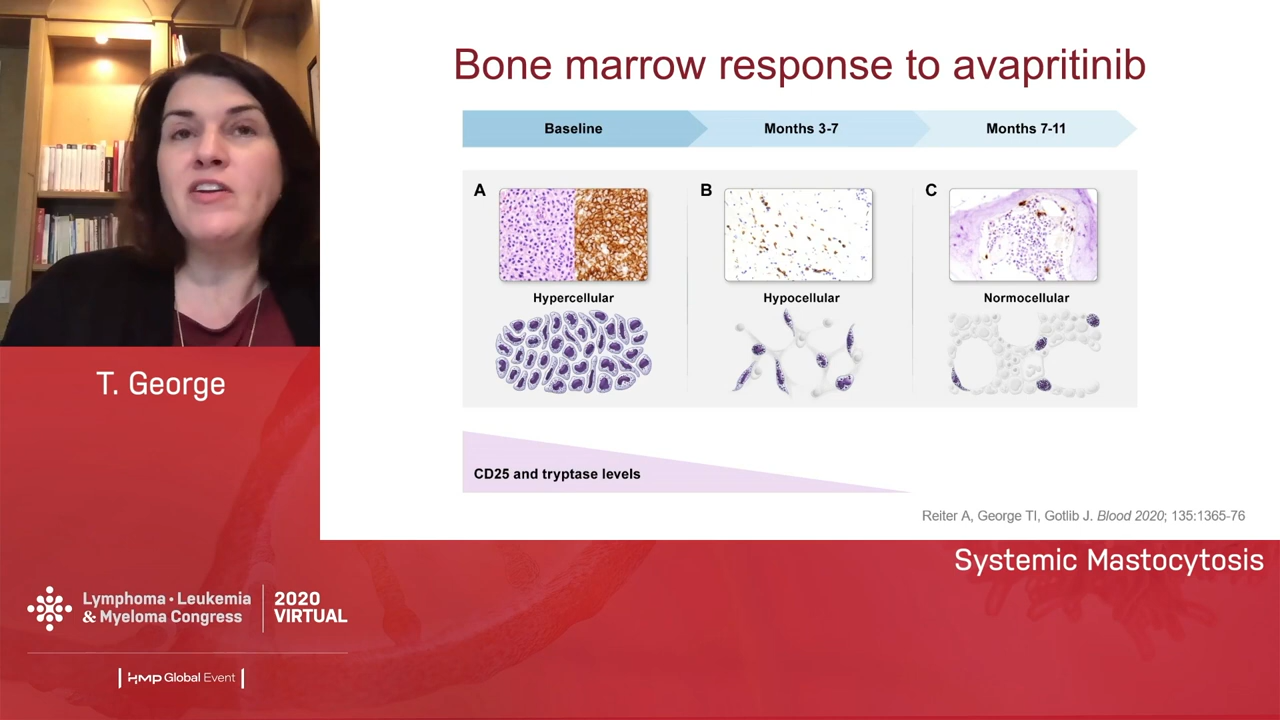 Bone marrow response to avapritinib
Baseline
Months 3-7
Months 7-11
A
B
C
Hypercellular
Hypocellular
Normocellular
CD25 and tryptase levels
Reiter A, George TI, Gotlib J. Blood 2020; 135:1365-76
T. George
Systemic Mastocytosis
Lymphoma • Leukemia
& Myeloma Congress
2020
VIRTUAL
HMP Global Event